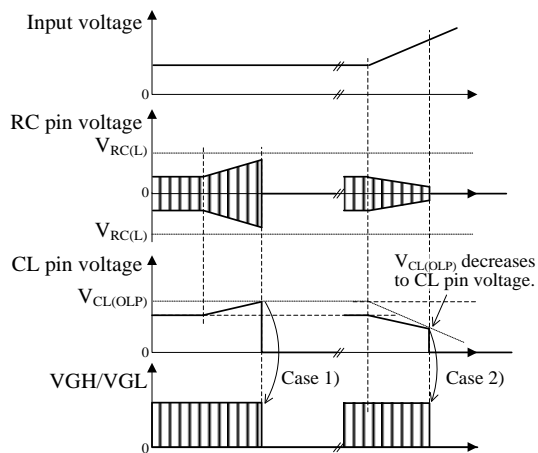 Input voltage
0
RC pin voltage
VRC(L)
0
VRC(L)
CL pin voltage
VCL(OLP) decreases
to CL pin voltage.
VCL(OLP)
0
VGH/VGL
Case 1)
Case 2)
0